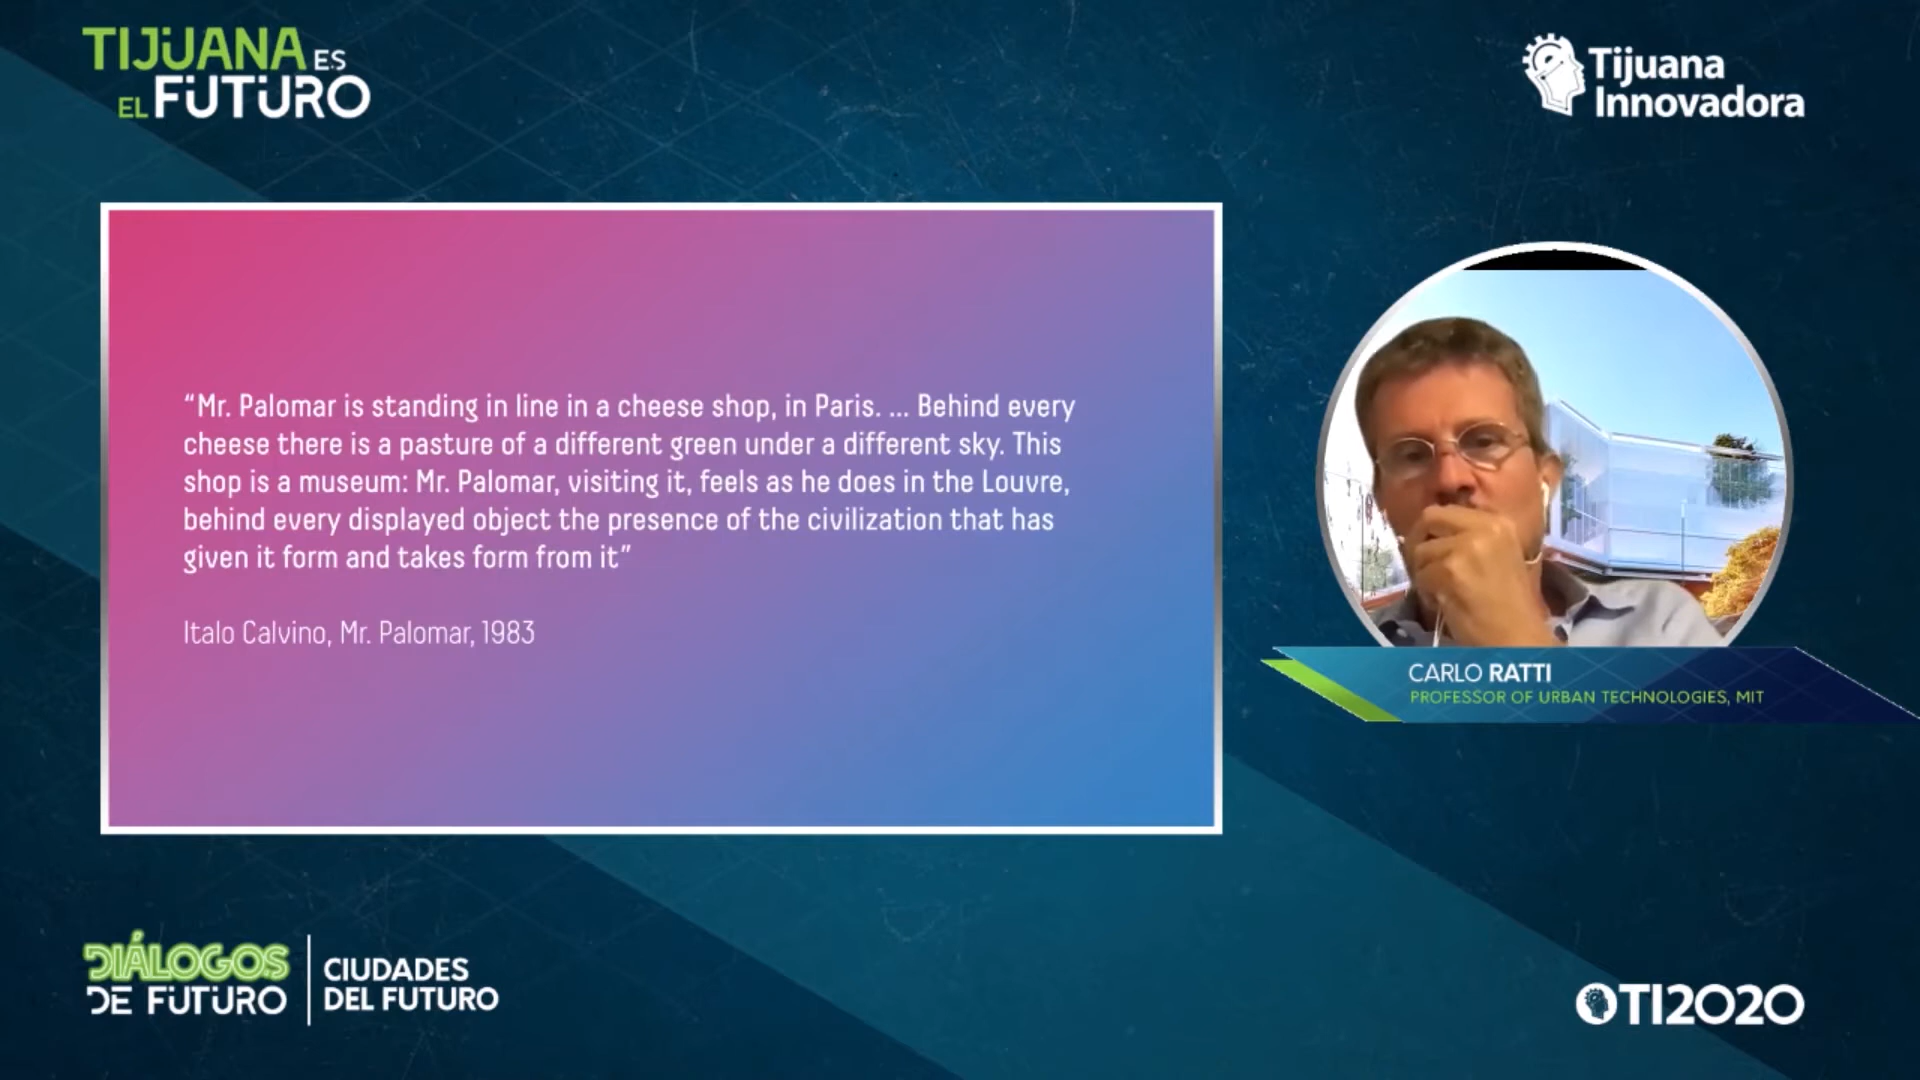 TIJUANA ES
EL FUTURO
Tijuana
Innovadora
“Mr. Palomar is standing in line in a cheese shop, in Paris. ... Behind every
cheese there is a pasture of a different green under a different sky. This
shop is a museum: Mr. Palomar, visiting it, feels as he does in the Louvre,
behind every displayed object the presence of the civilization that has
given it form and takes form from it”
Italo Calvino, Mr. Palomar, 1983
CARLO RATTI
PROFESSOR OF URBAN TECHNOLOGIES, MIT
DIÁLOGOS
DE FUTURO
CIUDADES
DEL FUTURO
TI2020